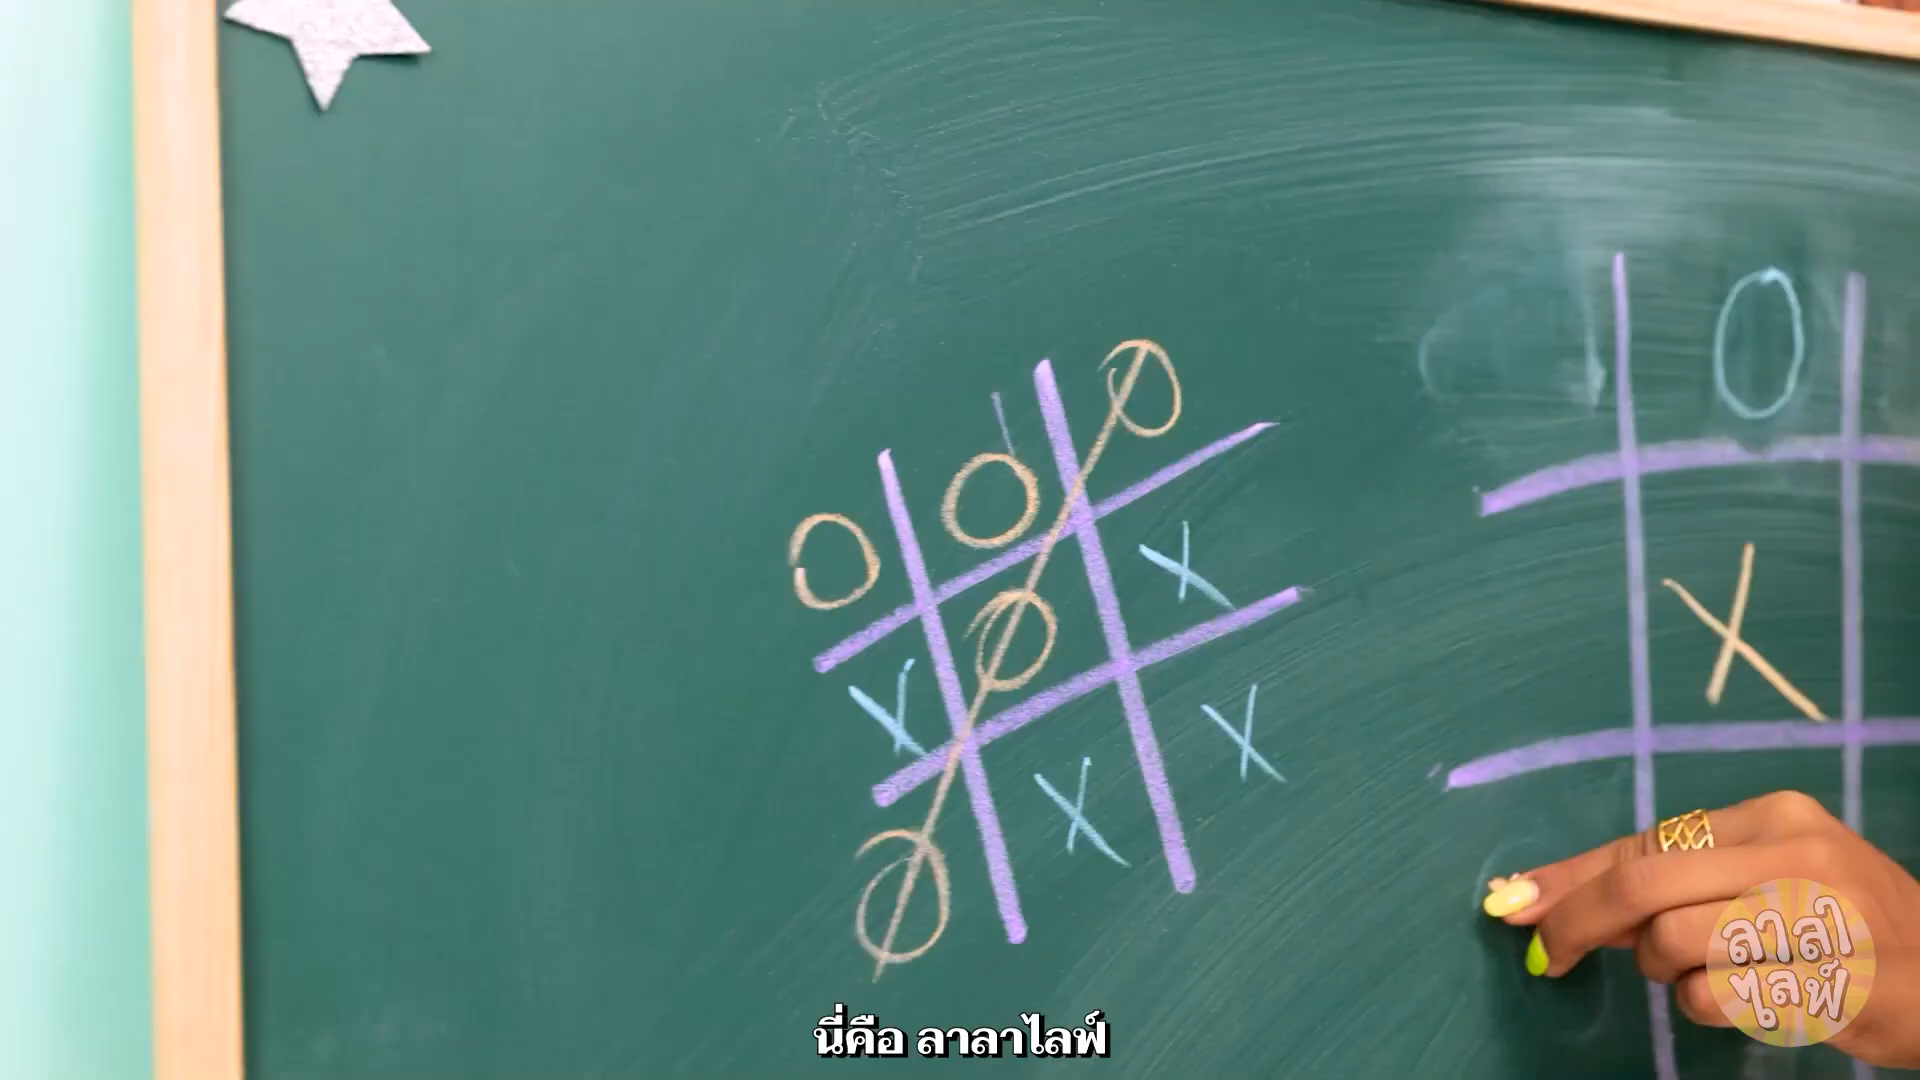 O O O
X O X
O X X
O
X
นี่คือ ลาลาไลฟ์
ลาลา
ไลฟ์